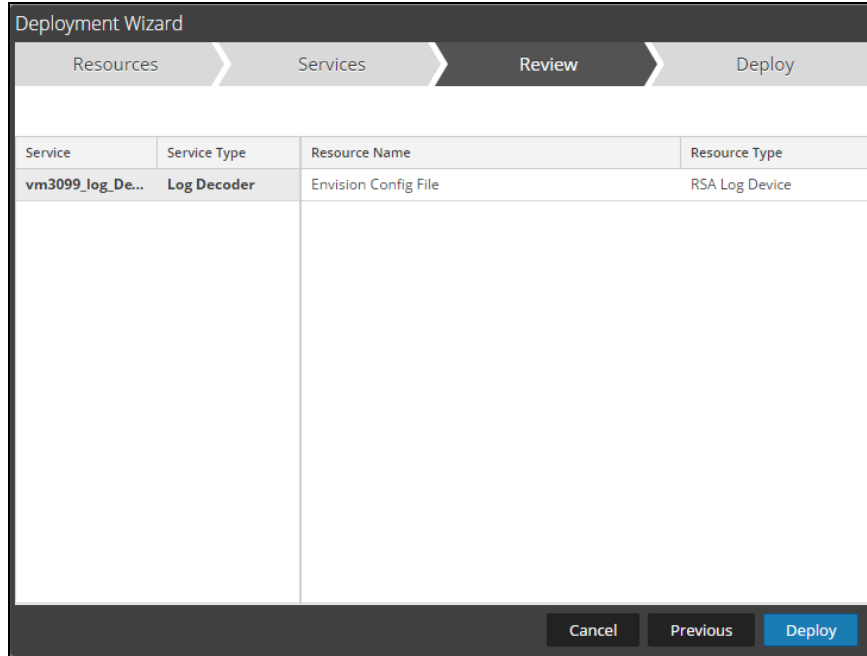 Deployment Wizard
Resources Services Review Deploy
Service Service Type Resource Name Resource Type
vm3099_log_De... Log Decoder Envision Config File RSA Log Device
Cancel Previous Deploy